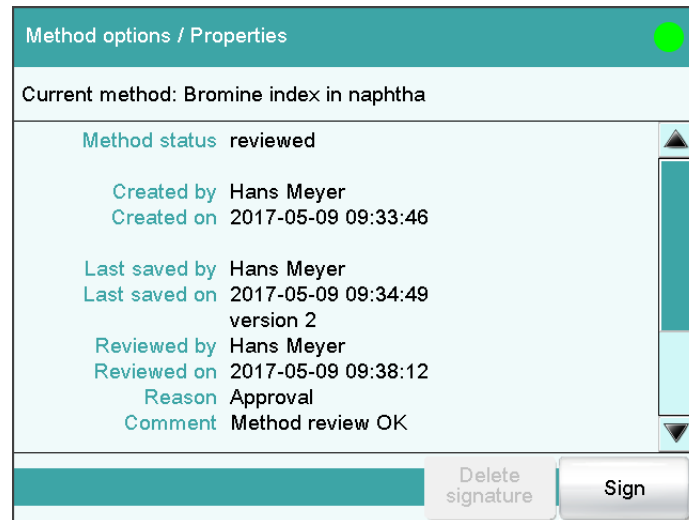 Method options / Properties
Current method: Bromine index in naphtha
Method status reviewed
Created by Hans Meyer
Created on 2017-05-09 09:33:46
Last saved by Hans Meyer
Last saved on 2017-05-09 09:34:49
version 2
Reviewed by Hans Meyer
Reviewed on 2017-05-09 09:38:12
Reason Approval
Comment Method review OK
Delete
signature
Sign